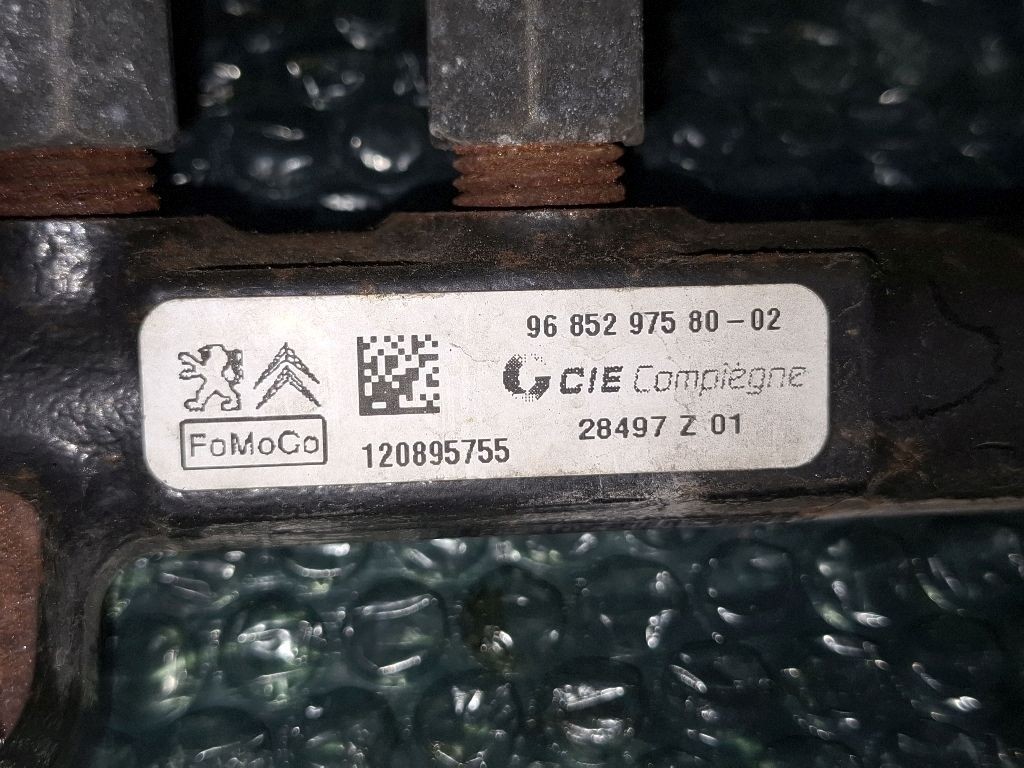 96 852 975 80-02
CIE Compiègne
28497 Z 01
FoMoCo
120895755